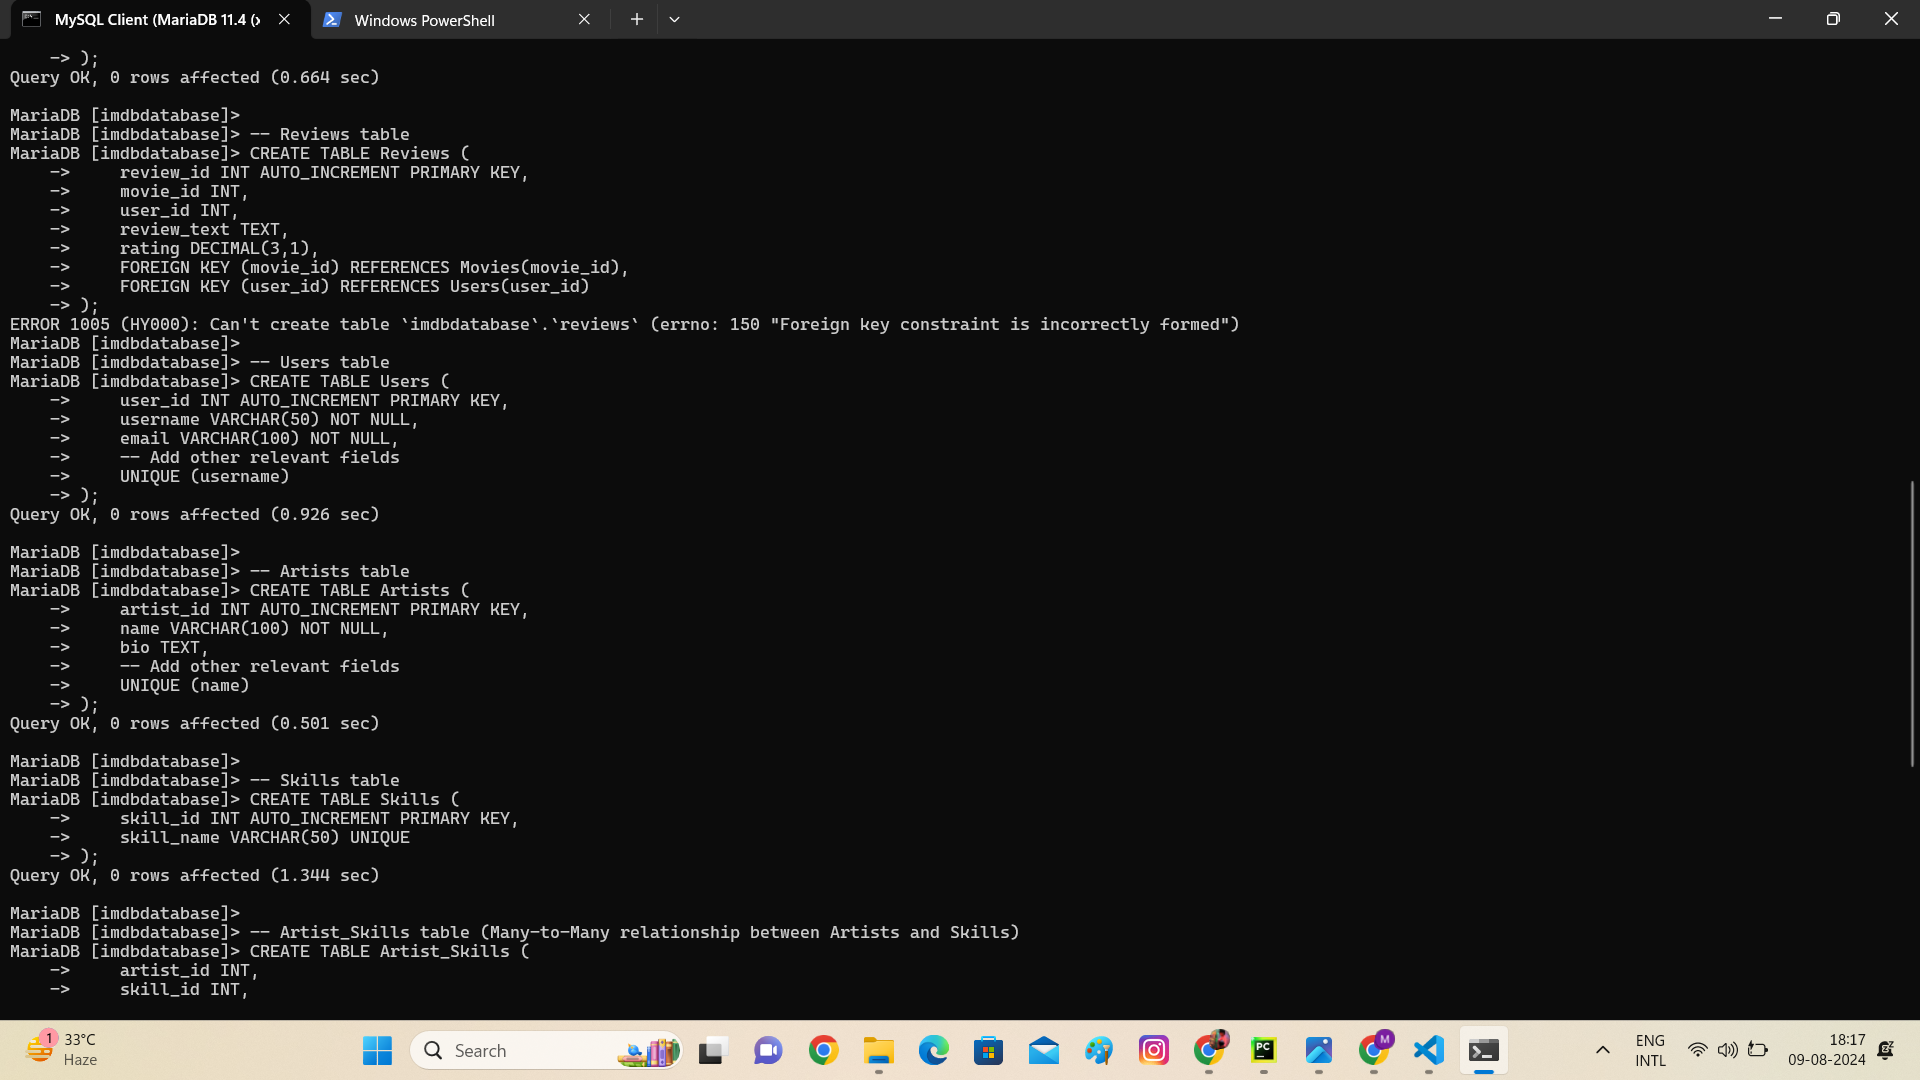 MySQL Client (MariaDB 11.4 (x
Windows PowerShell
    -> );
Query OK, 0 rows affected (0.664 sec)
MariaDB [imdbdatabase]>
MariaDB [imdbdatabase]> -- Reviews table
MariaDB [imdbdatabase]> CREATE TABLE Reviews (
    ->     review_id INT AUTO_INCREMENT PRIMARY KEY,
    ->     movie_id INT,
    ->     user_id INT,
    ->     review_text TEXT,
    ->     rating DECIMAL(3,1),
    ->     FOREIGN KEY (movie_id) REFERENCES Movies(movie_id),
    ->     FOREIGN KEY (user_id) REFERENCES Users(user_id)
    -> );
ERROR 1005 (HY000): Can't create table `imdbdatabase`.`reviews` (errno: 150 "Foreign key constraint is incorrectly formed")
MariaDB [imdbdatabase]>
MariaDB [imdbdatabase]> -- Users table
MariaDB [imdbdatabase]> CREATE TABLE Users (
    ->     user_id INT AUTO_INCREMENT PRIMARY KEY,
    ->     username VARCHAR(50) NOT NULL,
    ->     email VARCHAR(100) NOT NULL,
    ->     -- Add other relevant fields
    ->     UNIQUE (username)
    -> );
Query OK, 0 rows affected (0.926 sec)
MariaDB [imdbdatabase]>
MariaDB [imdbdatabase]> -- Artists table
MariaDB [imdbdatabase]> CREATE TABLE Artists (
    ->     artist_id INT AUTO_INCREMENT PRIMARY KEY,
    ->     name VARCHAR(100) NOT NULL,
    ->     bio TEXT,
    ->     -- Add other relevant fields
    ->     UNIQUE (name)
    -> );
Query OK, 0 rows affected (0.501 sec)
MariaDB [imdbdatabase]>
MariaDB [imdbdatabase]> -- Skills table
MariaDB [imdbdatabase]> CREATE TABLE Skills (
    ->     skill_id INT AUTO_INCREMENT PRIMARY KEY,
    ->     skill_name VARCHAR(50) UNIQUE
    -> );
Query OK, 0 rows affected (1.344 sec)
MariaDB [imdbdatabase]>
MariaDB [imdbdatabase]> -- Artist_Skills table (Many-to-Many relationship between Artists and Skills)
MariaDB [imdbdatabase]> CREATE TABLE Artist_Skills (
    ->     artist_id INT,
    ->     skill_id INT,
1
33°C
Haze
Search
PC
M
ENG
INTL
18:17
09-08-2024